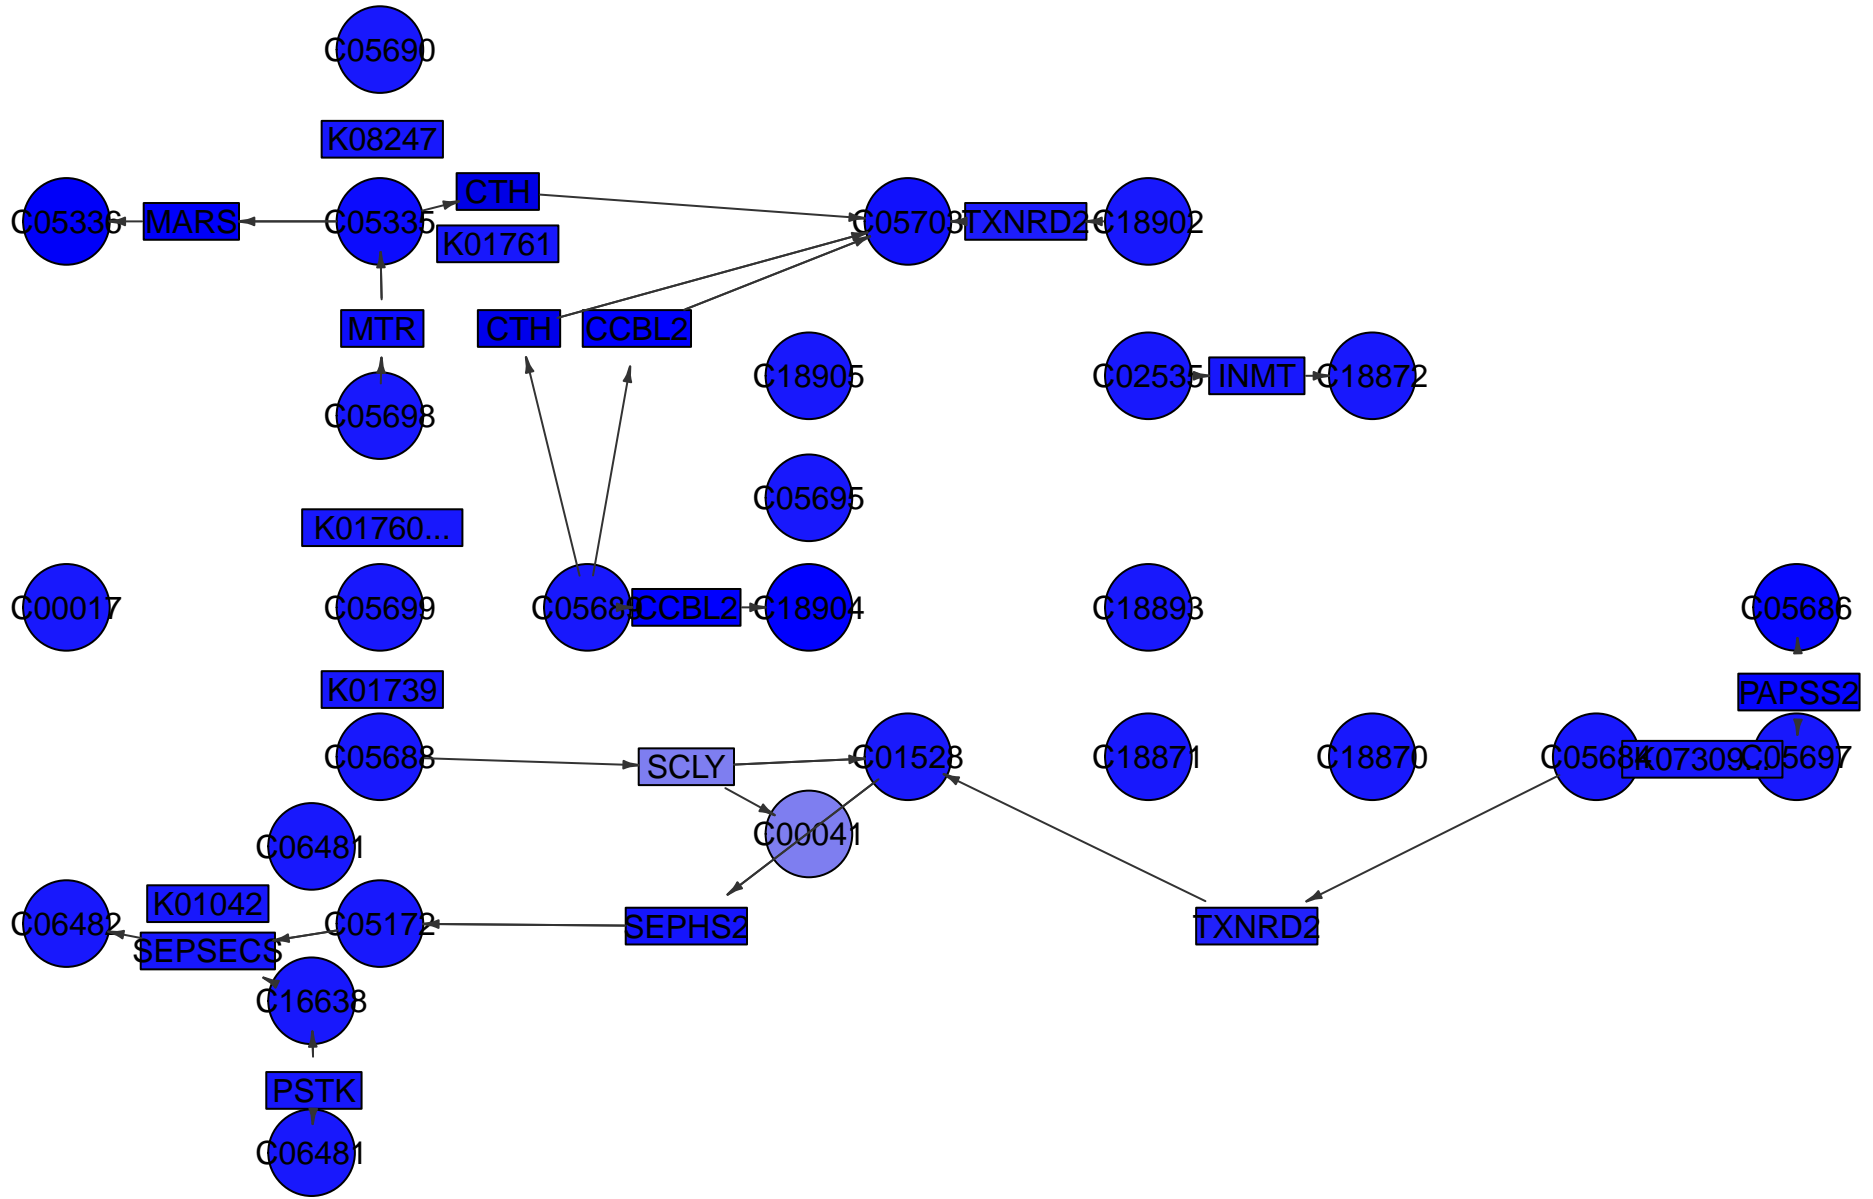 C05690
K08247
CTH
C05336
MARS
C05335
C05703
TXNRD2
C18902
K01761
MTR
CTH
CCBL2
C18905
C02535
INMT
C18872
C05698
C05695
K01760...
C00017
C05699
C05689
CCBL2
C18904
C18893
C05686
K01739
PAPSS2
C05688
SCLY
C01528
C18871
C18870
C05684
K07309...
C05697
C00041
C06481
K01042
C06482
C05172
SEPHS2
TXNRD2
SEPSECS
C16638
PSTK
C06481